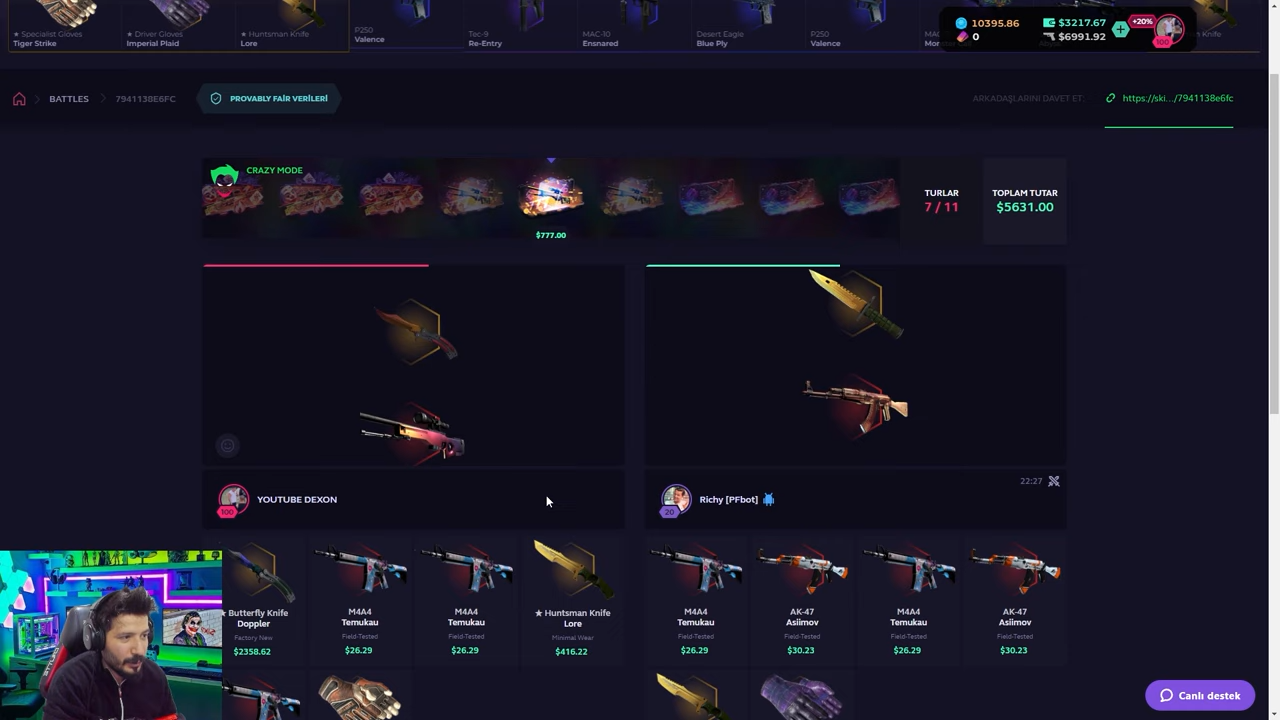 ★ Specialist Gloves
Tiger Strike
★ Driver Gloves
Imperial Plaid
★ Huntsman Knife
Lore
P250
Valence
Tec-9
Re-Entry
MAC-10
Ensnared
Desert Eagle
Blue Ply
P250
Valence
10395.86
0
$3217.67
$6991.92
+20%
100
BATTLES
7941138E6FC
PROVABLY FAİR VERİLERİ
ARKADAŞLARINI DAVET ET:
https://ski.../7941138e6fc
CRAZY MODE
$777.00
TURLAR
7 / 11
TOPLAM TUTAR
$5631.00
YOUTUBE DEXON
100
Richy [PFbot]
20
22:27
★ Butterfly Knife
Doppler
Factory New
$2358.62
M4A4
Temukau
Field-Tested
$26.29
M4A4
Temukau
Field-Tested
$26.29
★ Huntsman Knife
Lore
Minimal Wear
$416.22
M4A4
Temukau
Field-Tested
$26.29
AK-47
Asiimov
Field-Tested
$30.23
M4A4
Temukau
Field-Tested
$26.29
AK-47
Asiimov
Field-Tested
$30.23
Canlı destek